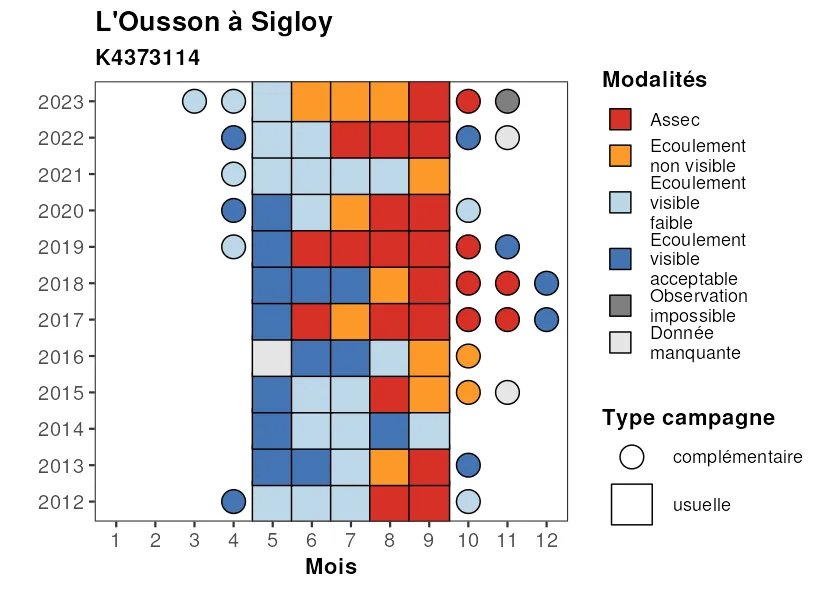 L'Ousson à Sigloy
K4373114
2023
2022
2021
2020
2019
2018
2017
2016
2015
2014
2013
2012
1 2 3 4 5 6 7 8 9 10 11 12
Mois
Modalités
Assec
Ecoulement
non visible
Ecoulement
visible
faible
Ecoulement
visible
acceptable
Observation
impossible
Donnée
manquante
Type campagne
complémentaire
usuelle